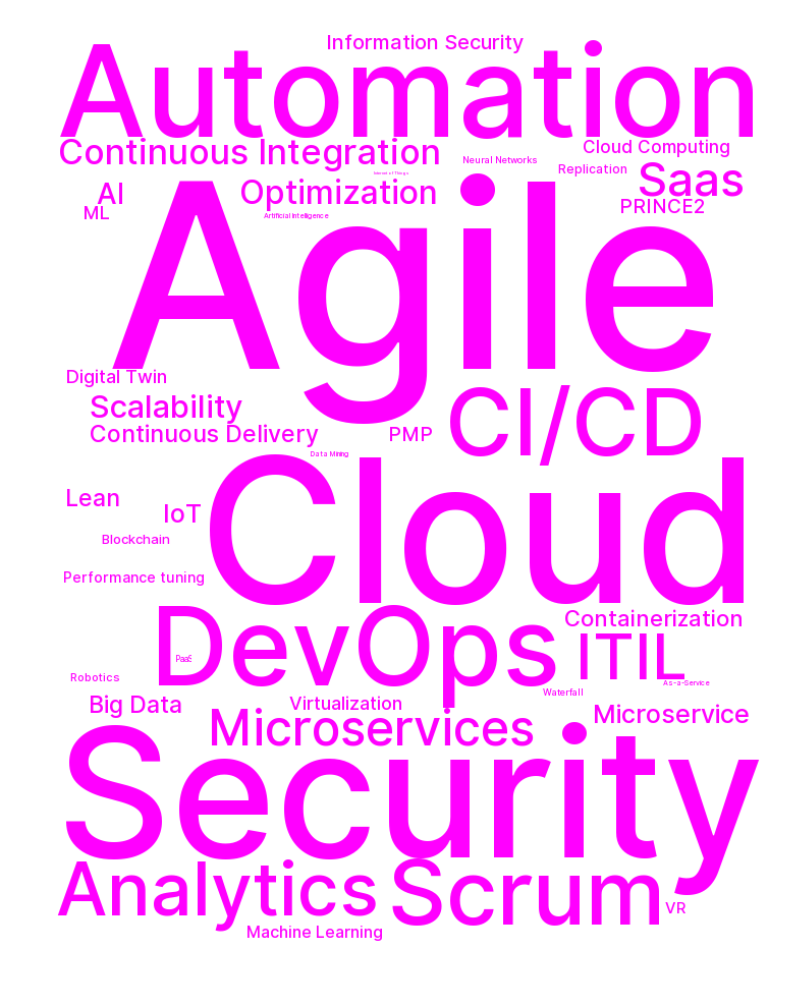 Information Security
Automation
Continuous Integration
Cloud Computing
Neural Networks
Replication
Internet of Things
AI
Optimization
Saas
ML
Artificial Intelligence
PRINCE2
Agile
Digital Twin
Scalability
CI/CD
Continuous Delivery
PMP
Data Mining
Cloud
Lean
IoT
Blockchain
Performance tuning
DevOps
Containerization
ITIL
PaaS
Robotics
As-a-Service
Waterfall
Big Data
Virtualization
Microservices
Microservice
Security
Analytics
Scrum
VR
Machine Learning